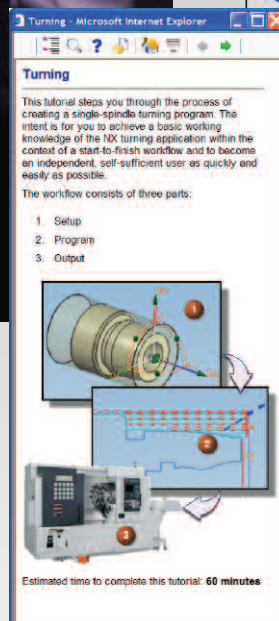 Turning - Microsoft Internet Explorer
Turning
This tutorial steps you through the process of
creating a single-spindle turning program. The
intent is for you to achieve a basic working
knowledge of the NX turning application within the
context of a start-to-finish workflow and to become
an independent, self-sufficient user as quickly and
easily as possible.
The workflow consists of three parts:
1. Setup
2. Program
3. Output
1
2
3
Estimated time to complete this tutorial: 60 minutes